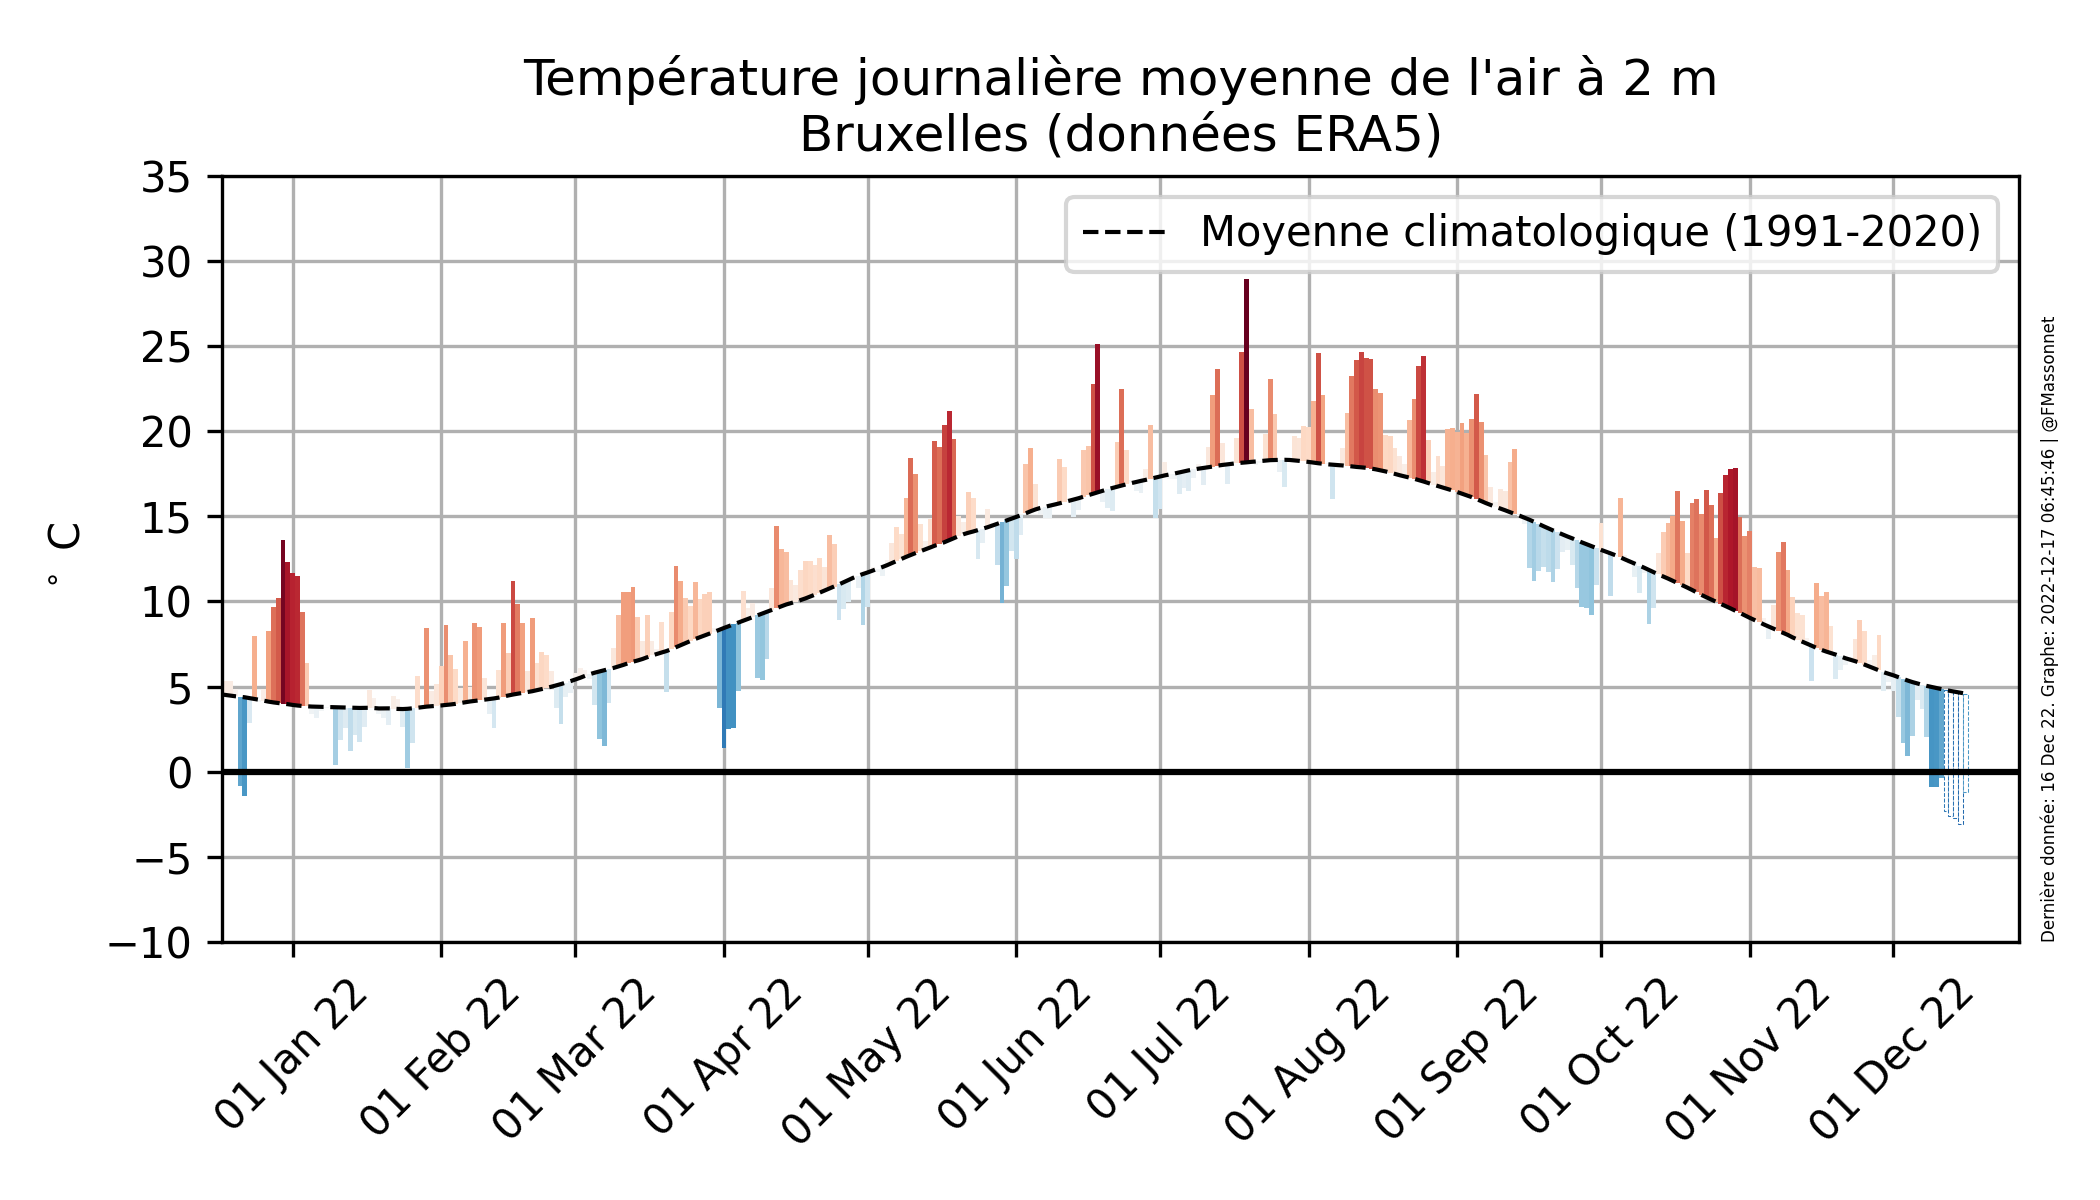 Température journalière moyenne de l'air à 2 m
Bruxelles (données ERA5)
35
30
25
20
15
10
5
0
−5
−10
° C
Moyenne climatologique (1991-2020)
01 Jan 22
01 Feb 22
01 Mar 22
01 Apr 22
01 May 22
01 Jun 22
01 Jul 22
01 Aug 22
01 Sep 22
01 Oct 22
01 Nov 22
01 Dec 22
Dernière donnée: 16 Dec 22. Graphe: 2022-12-17 06:45:46 | @FMassonnet